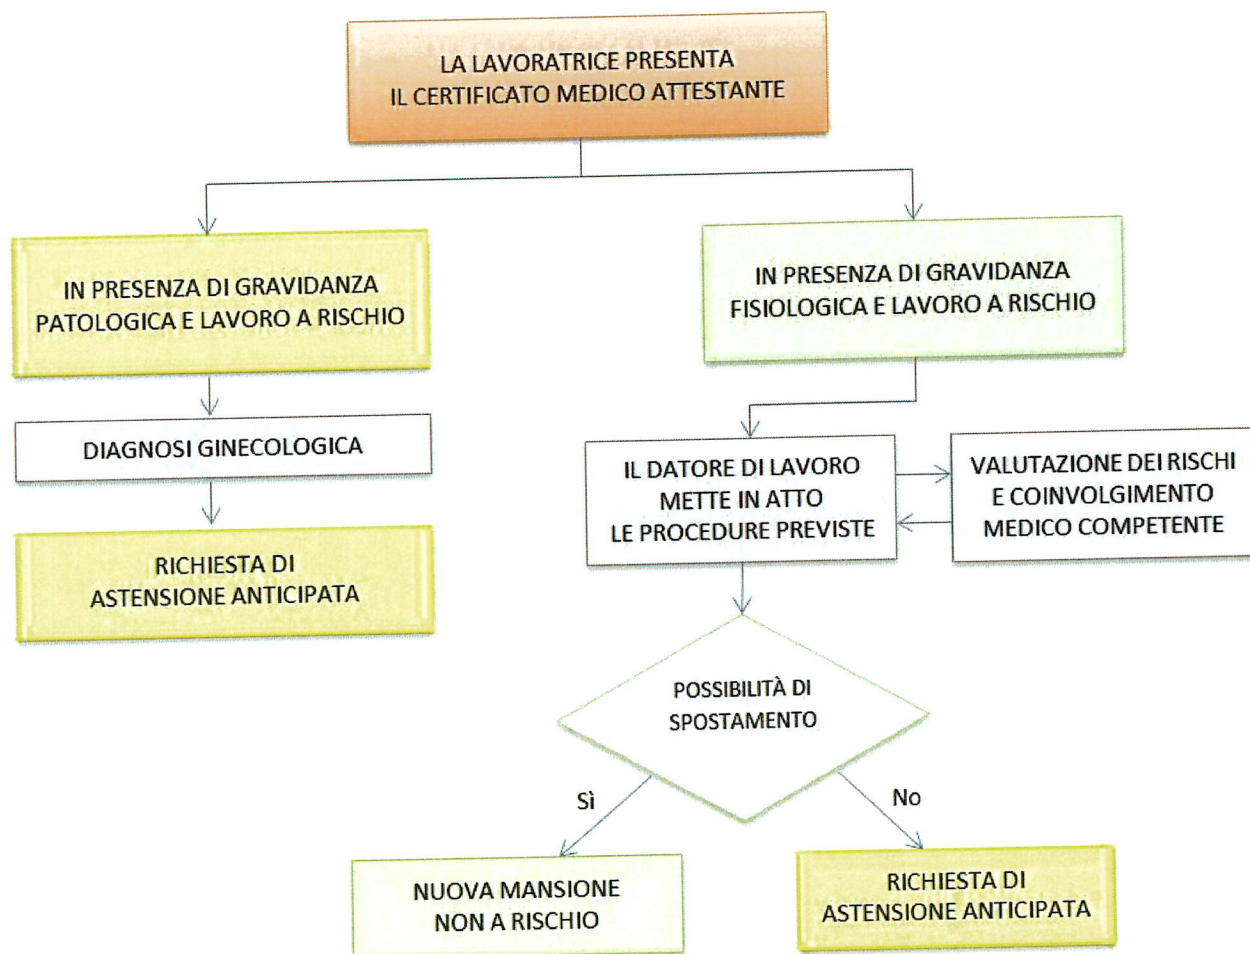 LA LAVORATRICE PRESENTA
IL CERTIFICATO MEDICO ATTESTANTE
IN PRESENZA DI GRAVIDANZA
PATOLOGICA E LAVORO A RISCHIO
IN PRESENZA DI GRAVIDANZA
FISIOLOGICA E LAVORO A RISCHIO
DIAGNOSI GINECOLOGICA
IL DATORE DI LAVORO
METTE IN ATTO
LE PROCEDURE PREVISTE
VALUTAZIONE DEI RISCHI
E COINVOLGIMENTO
MEDICO COMPETENTE
RICHIESTA DI
ASTENSIONE ANTICIPATA
POSSIBILITÀ DI
SPOSTAMENTO
Sì
No
NUOVA MANSIONE
NON A RISCHIO
RICHIESTA DI
ASTENSIONE ANTICIPATA